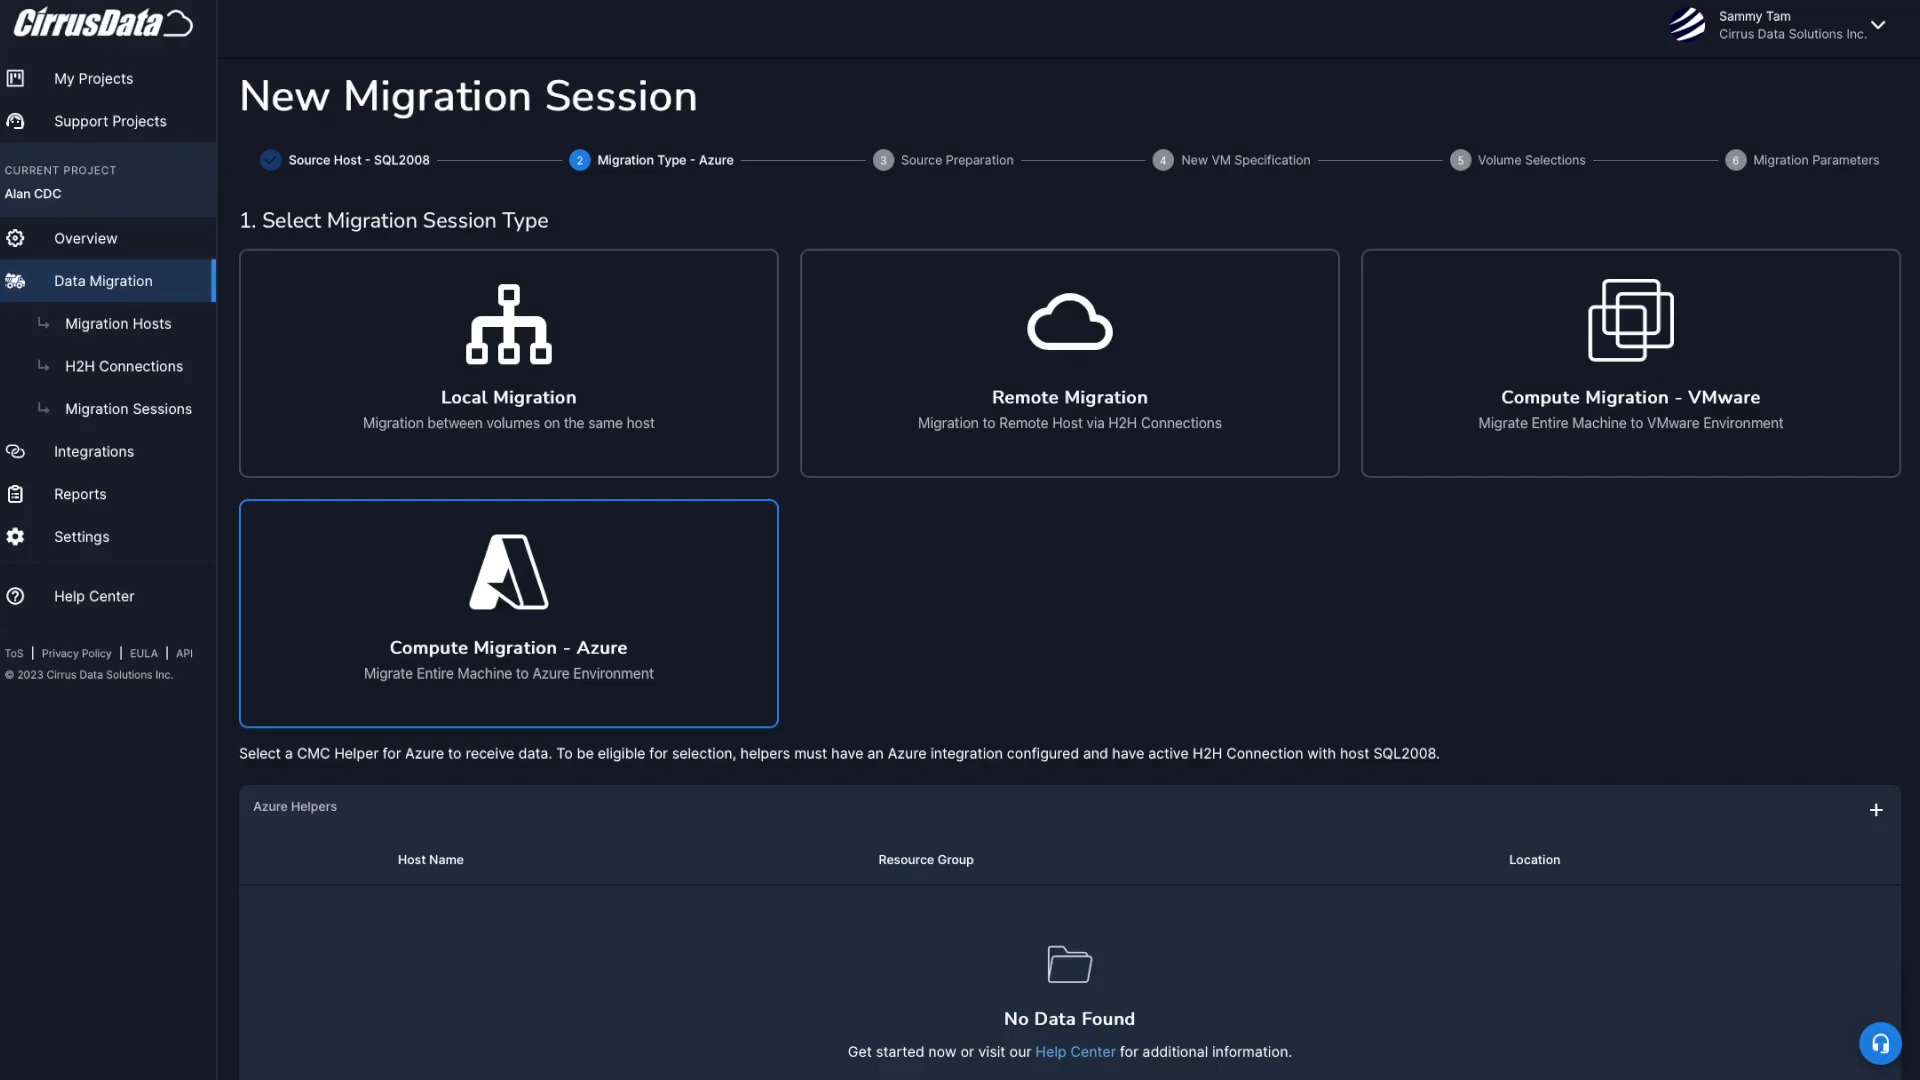 CirrusData
Sammy Tam
Cirrus Data Solutions Inc.
My Projects
Support Projects
CURRENT PROJECT
Alan CDC
Overview
Data Migration
Migration Hosts
H2H Connections
Migration Sessions
Integrations
Reports
Settings
Help Center
ToS | Privacy Policy | EULA | API
© 2023 Cirrus Data Solutions Inc.
New Migration Session
Source Host - SQL2008
2 Migration Type - Azure
3 Source Preparation
4 New VM Specification
5 Volume Selections
6 Migration Parameters
1. Select Migration Session Type
Local Migration
Migration between volumes on the same host
Remote Migration
Migration to Remote Host via H2H Connections
Compute Migration - VMware
Migrate Entire Machine to VMware Environment
Compute Migration - Azure
Migrate Entire Machine to Azure Environment
Select a CMC Helper for Azure to receive data. To be eligible for selection, helpers must have an Azure integration configured and have active H2H Connection with host SQL2008.
Azure Helpers
+
Host Name
Resource Group
Location
No Data Found
Get started now or visit our Help Center for additional information.